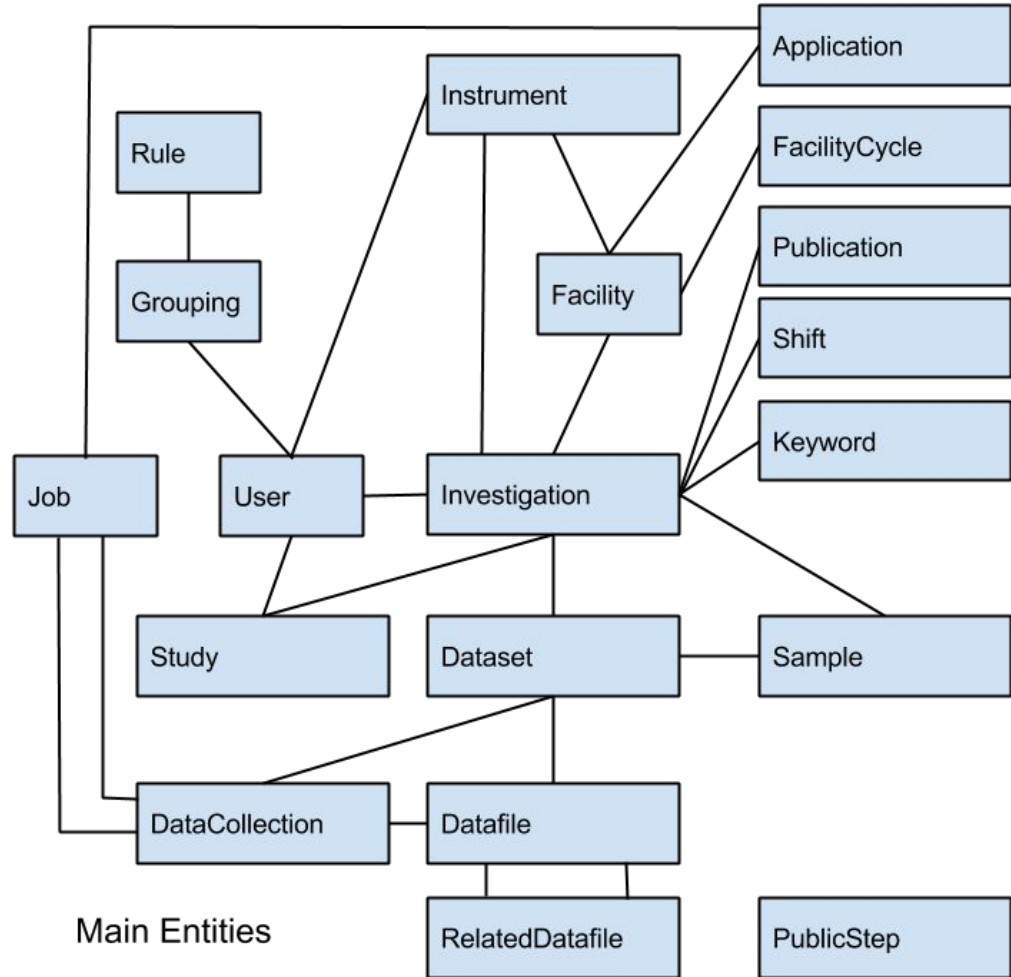 Application
Instrument
Rule
FacilityCycle
Publication
Grouping
Facility
Shift
Keyword
Job
User
Investigation
Study
Dataset
Sample
DataCollection
Datafile
Main Entities
RelatedDatafile
PublicStep